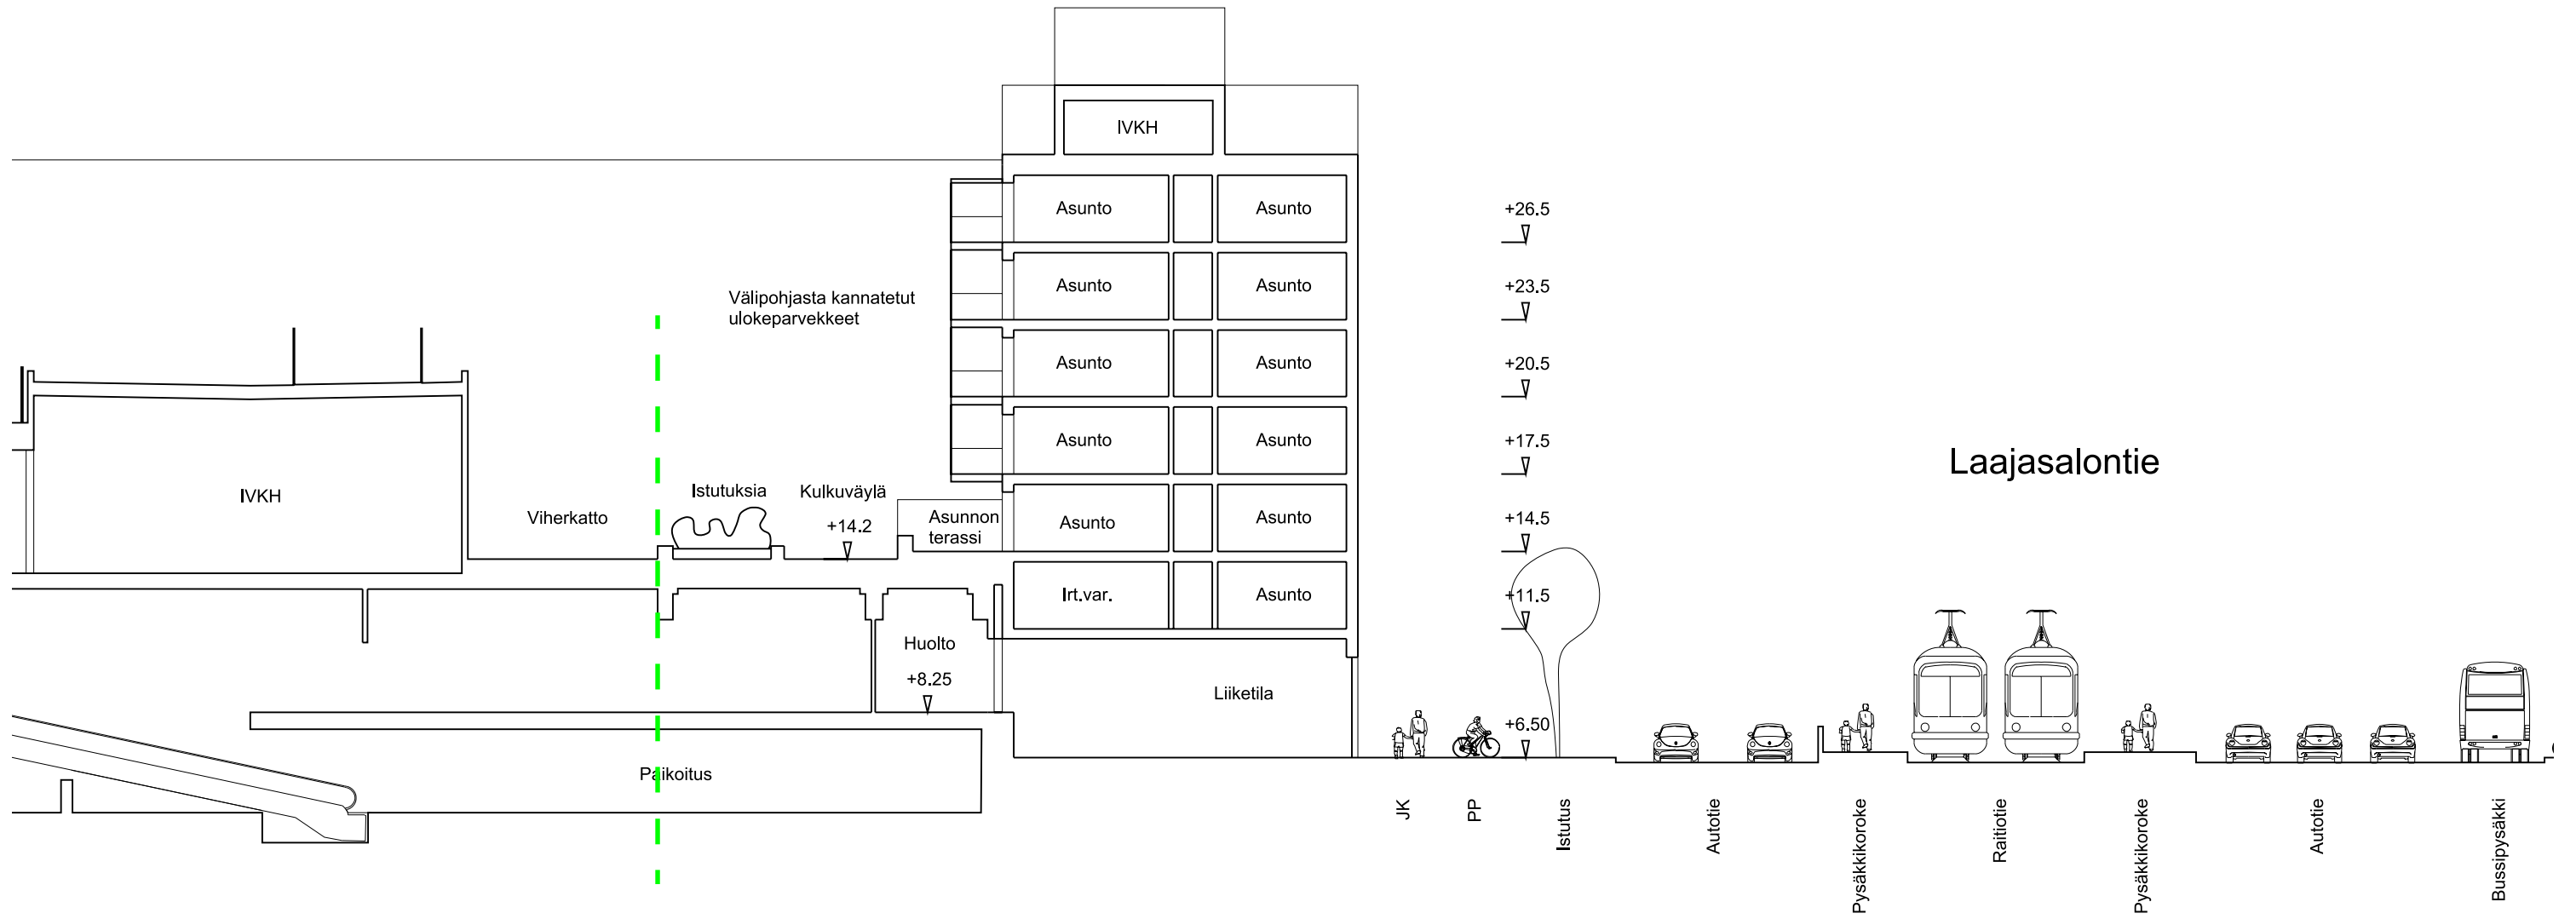 IVKH
Asunto
Asunto
+26.5
Asunto
Asunto
+23.5
Välipohjasta kannatetut
ulokeparvekkeet
Asunto
Asunto
+20.5
Asunto
Asunto
+17.5
Laajasalontie
IVKH
Viherkatto
Istutuksia
Kulkuväylä
+14.2
Asunnon
terassi
Asunto
Asunto
+14.5
Irt.var.
Asunto
+11.5
Huolto
+8.25
Liiketila
+6.50
Paikoitus
JK
PP
Istutus
Autotie
Pysäkkikoroke
Raitiotie
Pysäkkikoroke
Autotie
Bussipysäkki